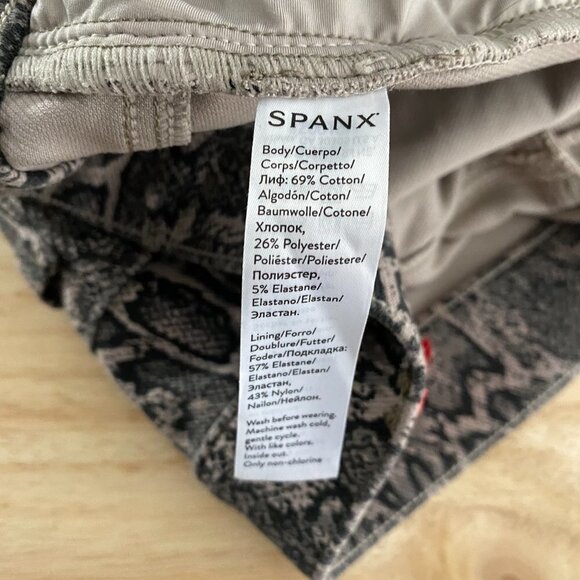 SPANX
Body/Cuerpo/
Corps/Corpetto/
Лиф: 69% Cotton/
Algodón/Coton/
Baumwolle/Cotone/
Хлопок,
26% Polyester/
Poliéster/Poliestere/
Полиэстер,
5% Elastane/
Elastano/Elastan/
Эластан.
Lining/Forro/
Doublure/Futter/
Fodera/Подкладка:
57% Elastane/
Elastano/Elastan/
Эластан,
43% Nylon/
Nailon/Нейлон.
Wash before wearing.
Machine wash cold,
gentle cycle.
With like colors.
Inside out.
Only non-chlorine